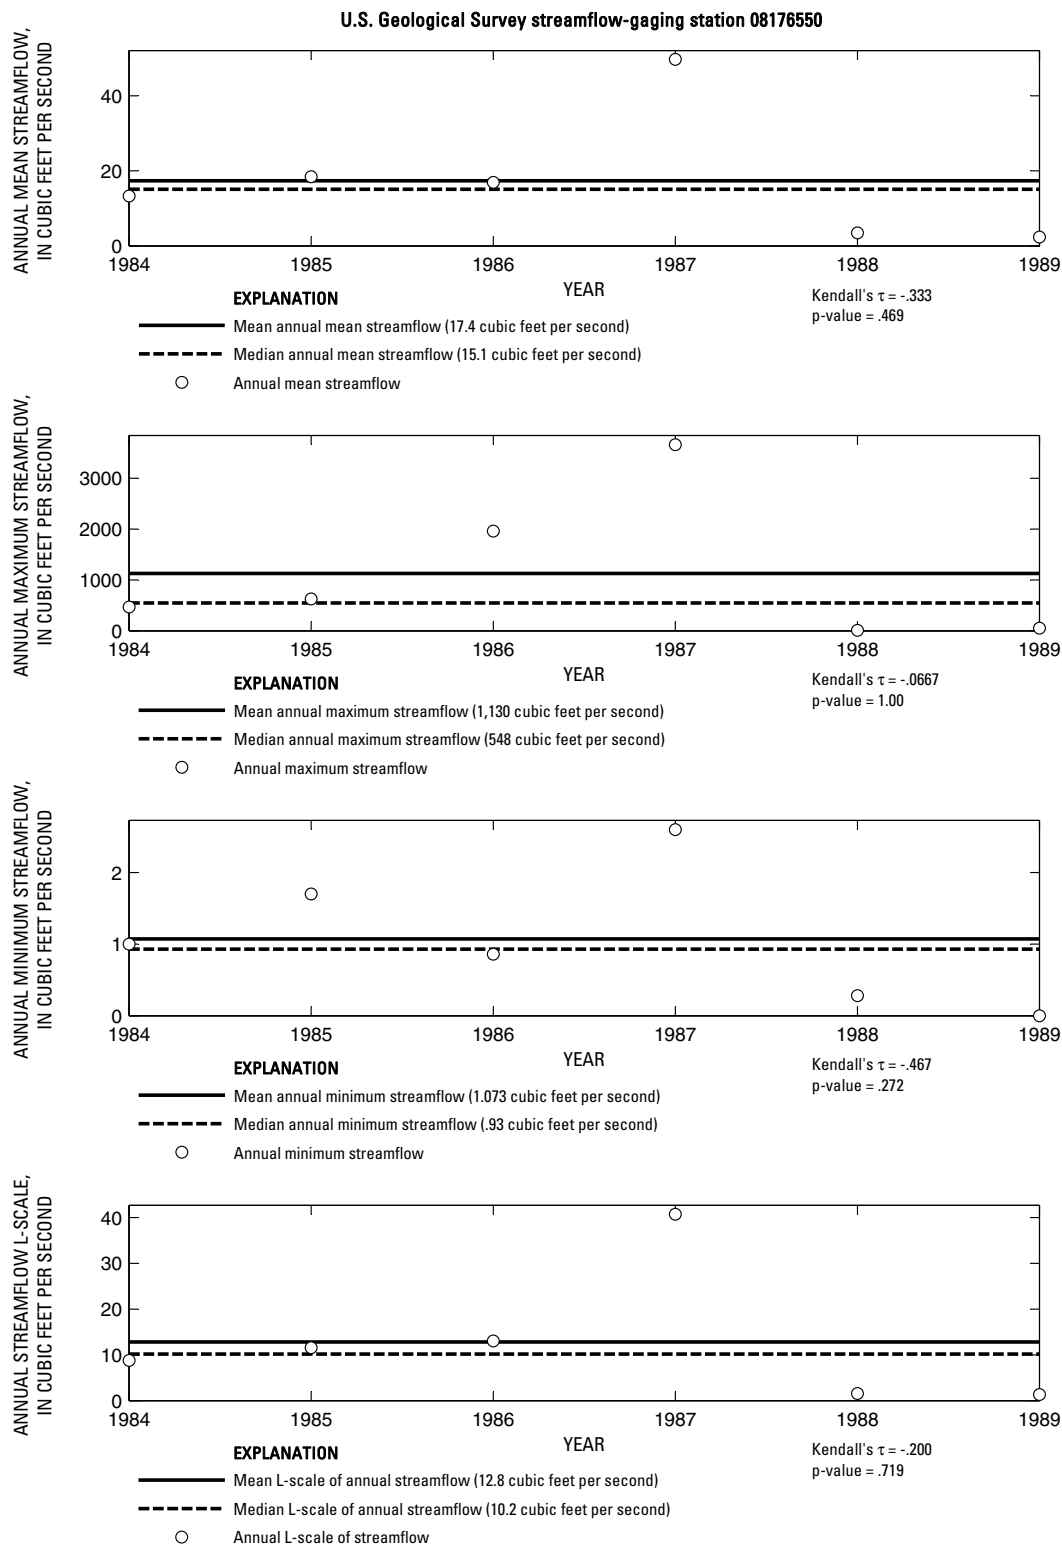 U.S. Geological Survey streamflow-gaging station 08176550
ANNUAL MEAN STREAMFLOW,
IN CUBIC FEET PER SECOND
40
20
0
1984 1985 1986 1987 1988 1989
YEAR
Kendall's τ = -.333
p-value = .469
EXPLANATION
Mean annual mean streamflow (17.4 cubic feet per second)
Median annual mean streamflow (15.1 cubic feet per second)
Annual mean streamflow
ANNUAL MAXIMUM STREAMFLOW,
IN CUBIC FEET PER SECOND
3000
2000
1000
0
1984 1985 1986 1987 1988 1989
YEAR
Kendall's τ = -.0667
p-value = 1.00
EXPLANATION
Mean annual maximum streamflow (1,130 cubic feet per second)
Median annual maximum streamflow (548 cubic feet per second)
Annual maximum streamflow
ANNUAL MINIMUM STREAMFLOW,
IN CUBIC FEET PER SECOND
2
1
0
1984 1985 1986 1987 1988 1989
YEAR
Kendall's τ = -.467
p-value = .272
EXPLANATION
Mean annual minimum streamflow (1.073 cubic feet per second)
Median annual minimum streamflow (.93 cubic feet per second)
Annual minimum streamflow
ANNUAL STREAMFLOW L-SCALE,
IN CUBIC FEET PER SECOND
40
30
20
10
0
1984 1985 1986 1987 1988 1989
YEAR
Kendall's τ = -.200
p-value = .719
EXPLANATION
Mean L-scale of annual streamflow (12.8 cubic feet per second)
Median L-scale of annual streamflow (10.2 cubic feet per second)
Annual L-scale of streamflow